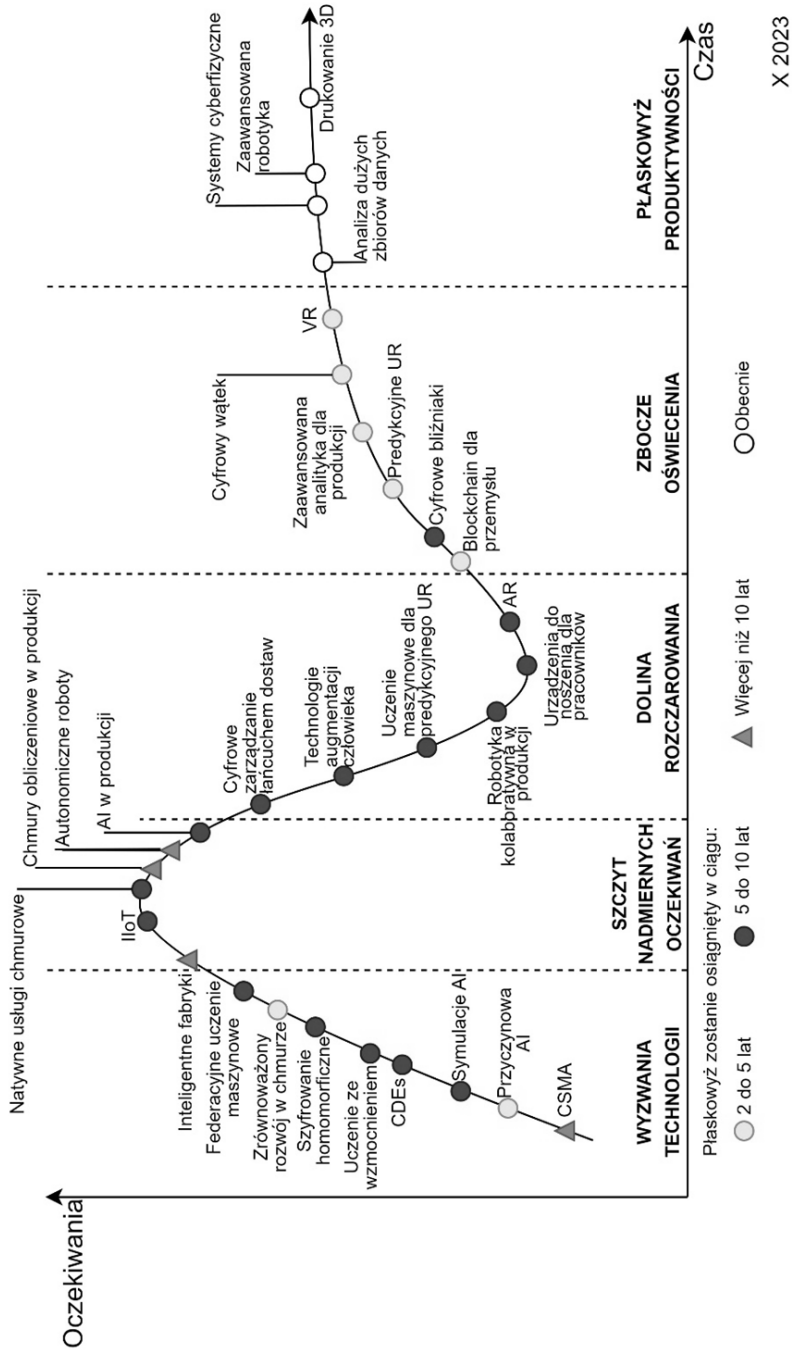 Oczekiwania
Natywne usługi chmurowe
Chmury obliczeniowe w produkcji
Autonomiczne roboty
AI w produkcji
IIoT
Inteligentne fabryki
Federacyjne uczenie
maszynowe
Zrównoważony
rozwój w chmurze
Szyfrowanie
homomorficzne
Uczenie ze
wzmocnieniem
CDEs
Symulacje AI
Przyczynowa
AI
CSMA
Cyfrowe
zarządzanie
łańcuchem dostaw
Technologie
augmentacji
człowieka
Uczenie
maszynowe dla
predykcyjnego UR
Robotyka
kolaboratywna w
produkcji
Urządzenia do
noszenia dla
pracowników
AR
Blockchain dla
przemysłu
Cyfrowe bliźniaki
Predykcyjne UR
Zaawansowana
analityka dla
produkcji
Cyfrowy wątek
VR
Analiza dużych
zbiorów danych
Systemy cyberfizyczne
Zaawansowana
robotyka
Drukowanie 3D
WYZWANIA
TECHNOLOGII
SZCZYT
NADMIERNYCH
OCZEKIWAŃ
DOLINA
ROZCZAROWANIA
ZBOCZE
OŚWIECENIA
PŁASKOWYŻ
PRODUKTYWNOŚCI
Czas
Płaskowyż zostanie osiągnięty w ciągu:
2 do 5 lat
5 do 10 lat
Więcej niż 10 lat
Obecnie
X 2023